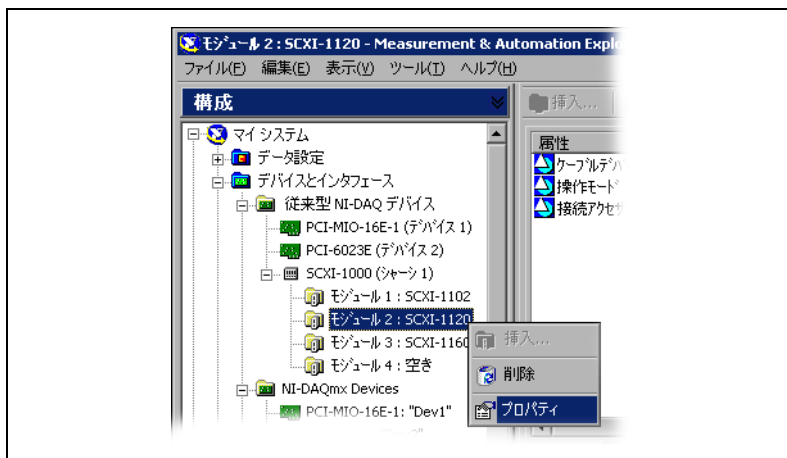 モジュール 2 : SCXI-1120 - Measurement & Automation Explo
ファイル(F) 編集(E) 表示(V) ツール(T) ヘルプ(H)
構成
挿入...
マイ システム
データ設定
デバイスとインタフェース
従来型 NI-DAQ デバイス
PCI-MIO-16E-1 (デバイス 1)
PCI-6023E (デバイス 2)
SCXI-1000 (シャーシ 1)
モジュール 1 : SCXI-1102
モジュール 2 : SCXI-1120
モジュール 3 : SCXI-1160
モジュール 4 : 空き
NI-DAQmx Devices
PCI-MIO-16E-1: "Dev1"
属性
ケーブルデバ
操作モード
接続アクセサ
挿入...
削除
プロパティ